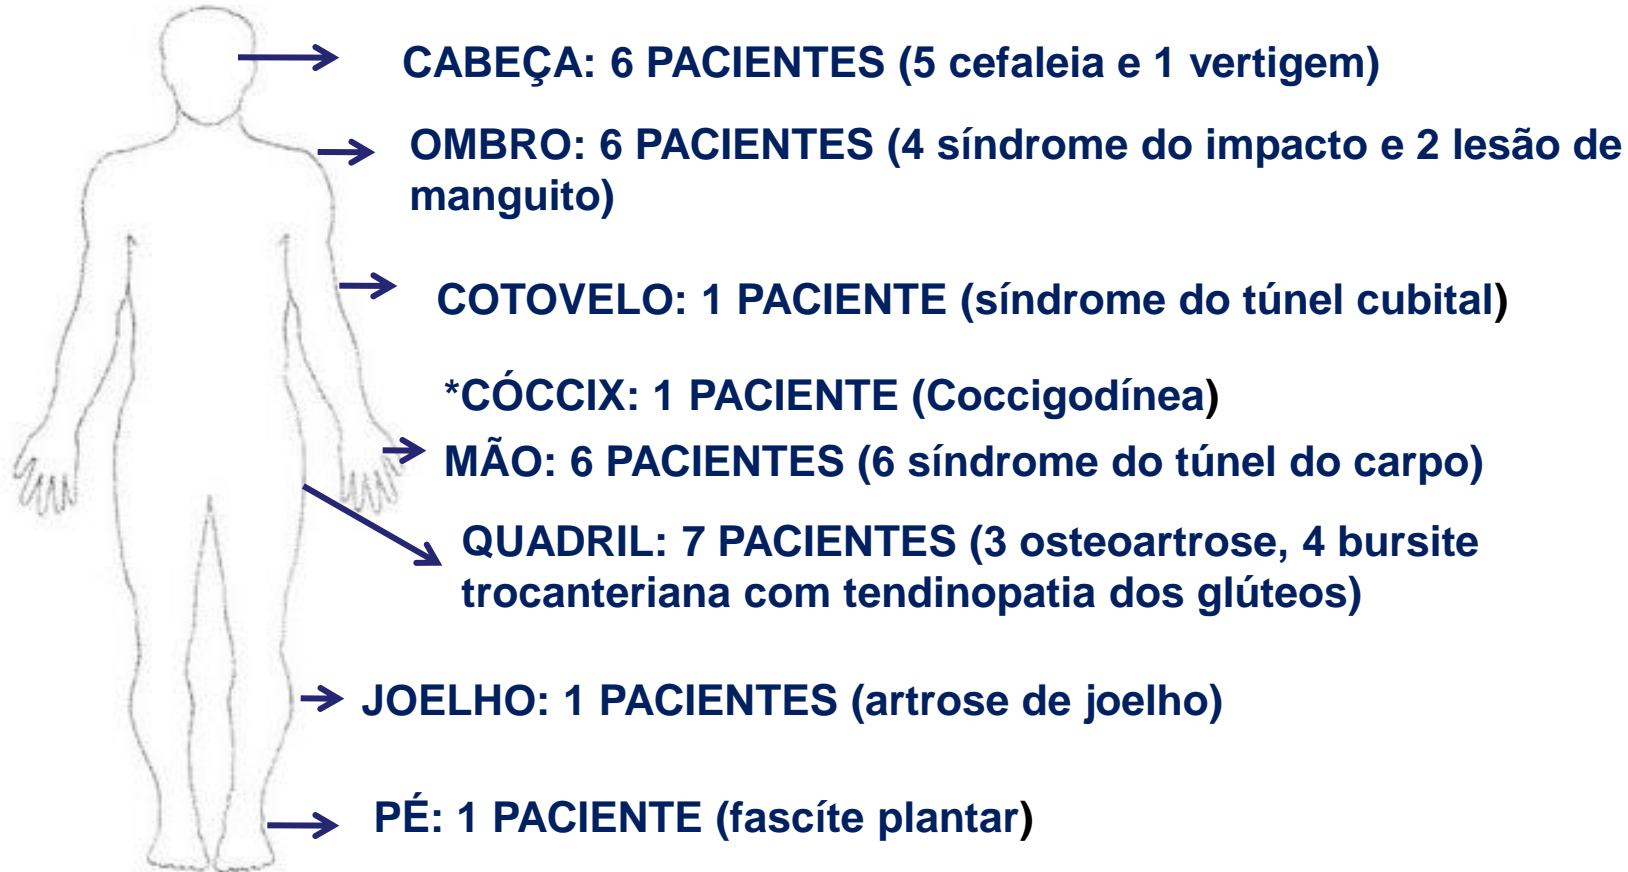 CABEÇA: 6 PACIENTES (5 cefaleia e 1 vertigem)
OMBRO: 6 PACIENTES (4 síndrome do impacto e 2 lesão de
manguito)
COTOVELO: 1 PACIENTE (síndrome do túnel cubital)
*CÓCCIX: 1 PACIENTE (Coccigodínea)
MÃO: 6 PACIENTES (6 síndrome do túnel do carpo)
QUADRIL: 7 PACIENTES (3 osteoartrose, 4 bursite
trocanteriana com tendinopatia dos glúteos)
JOELHO: 1 PACIENTES (artrose de joelho)
PÉ: 1 PACIENTE (fascíte plantar)